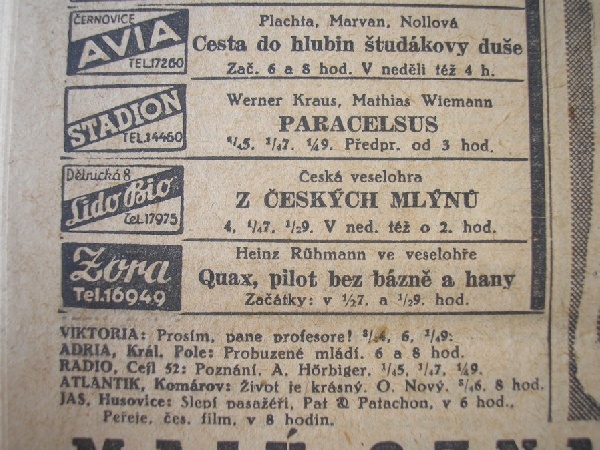 ČERNOVICE
AVIA
TEL.17260
Plachta, Marvan, Nollová
Cesta do hlubin študákovy duše
Zač. 6 a 8 hod. V neděli též 4 h.
STADION
TEL.14460
Werner Kraus, Mathias Wiemann
PARACELSUS
¾5, ¼7, ½9. Předpr. od 3 hod.
Dělnická 8
Lido Bio
tel.17975
Česká veselohra
Z ČESKÝCH MLÝNŮ
4, ¼7, ½9. V ned. též o 2. hod.
Zora
Tel.16949
Heinz Rühmann ve veselohře
Quax, pilot bez bázně a hany
Začátky: v ½7. a ½9. hod.
VIKTORIA: Prosím, pane profesore! ¾4, 6, ¼9:
ADRIA, Král. Pole: Probuzené mládí. 6 a 8 hod.
RADIO, Cejl 52: Poznání. A. Hörbiger. ¼5, ¼7, ¼9.
ATLANTIK, Komárov: Život je krásný. O. Nový. ¾6, 8 hod.
JAS, Husovice: Slepí pasažéři, Pat & Patachon, v 6 hod.,
Peřeje, čes. film, v 8 hodin.